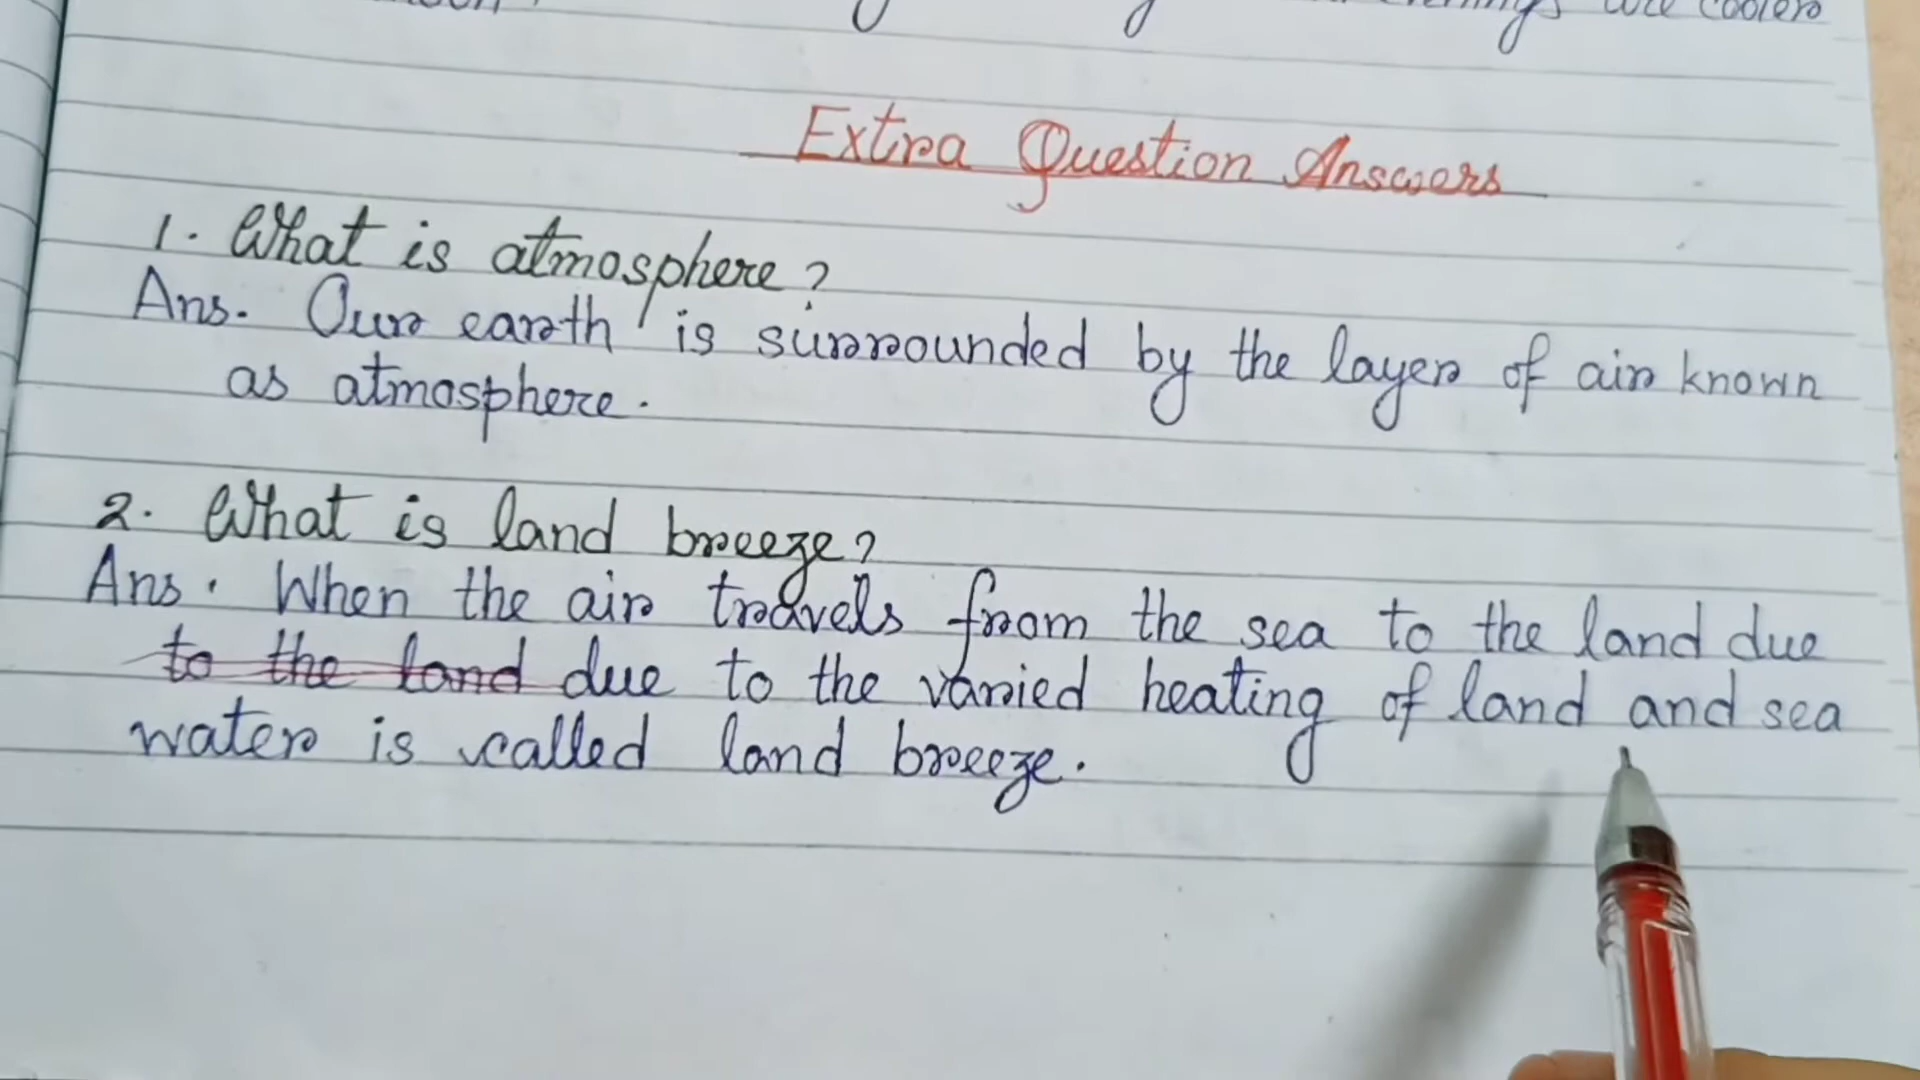 are cooler
Extra Question Answers
1. What is atmosphere?
Ans. Our earth is surrounded by the layer of air known
as atmosphere.
2. What is land breeze?
Ans. When the air travels from the sea to the land due
to the land due to the varied heating of land and sea
water is called land breeze.